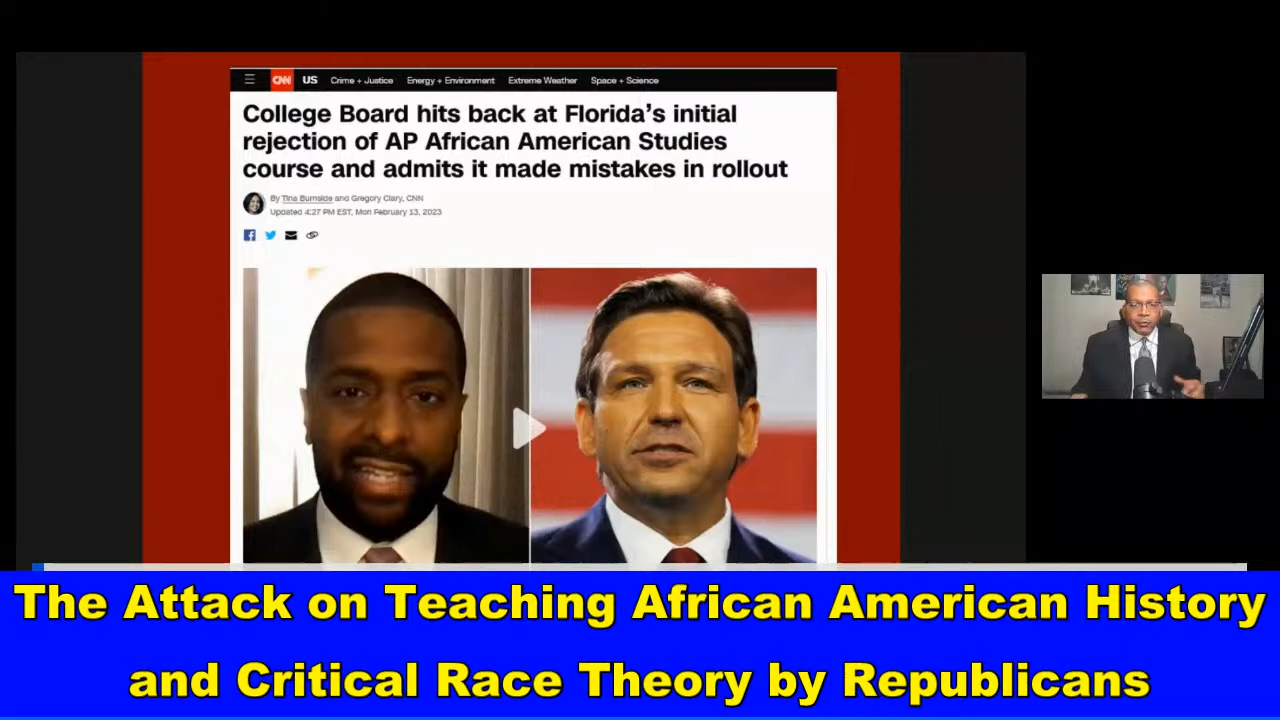 CNN US Crime + Justice Energy + Environment Extreme Weather Space + Science
College Board hits back at Florida's initial
rejection of AP African American Studies
course and admits it made mistakes in rollout
By Tina Burnside and Gregory Clary, CNN
Updated 4:27 PM EST, Mon February 13, 2023
The Attack on Teaching African American History
and Critical Race Theory by Republicans